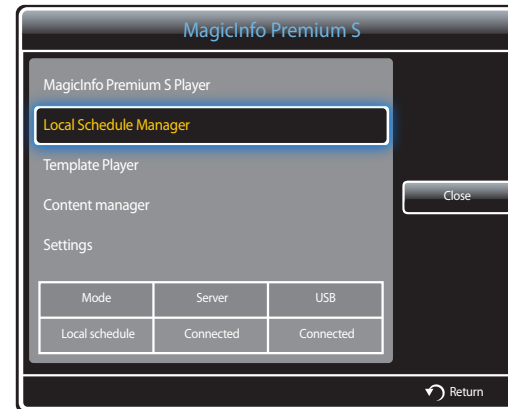 MagicInfo Premium S
MagicInfo Premium S Player
Local Schedule Manager
Template Player
Content manager
Settings
Close
Mode Server USB
Local schedule Connected Connected
Return